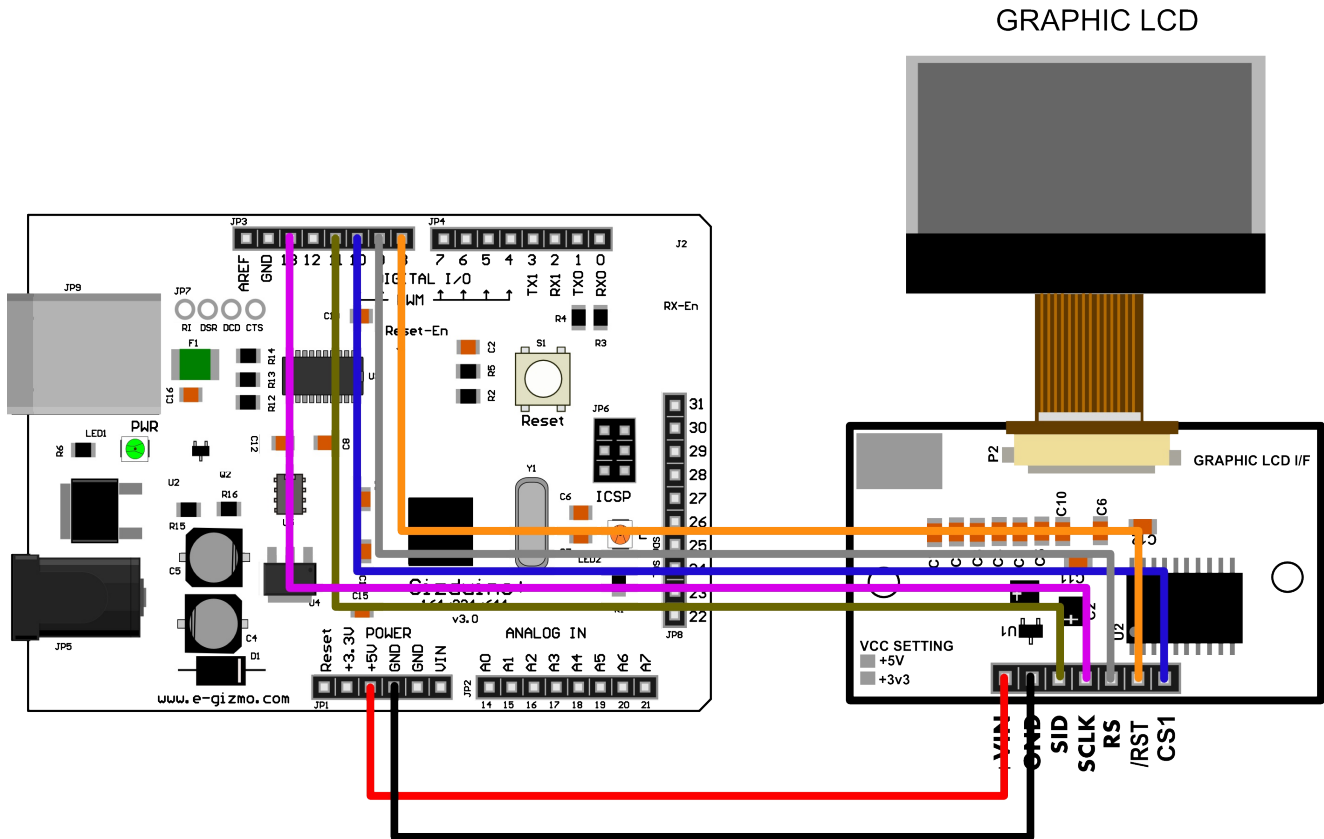 GRAPHIC LCD
JP3
JP4
J2
AREF
GND
13
12
11
10
9
8
7
6
5
4
3
2
1
0
TX1
RX1
TX0
RX0
DIGITAL I/O
PWM
RX-En
JP9
JP7
RI DSR DCD CTS
Reset-En
R4
R3
F1
R14
R13
R12
C16
C2
R5
R2
S1
Reset
JP6
ICSP
31
30
29
28
27
26
25
24
23
22
JP8
PWR
LED1
R6
C12
C8
U2
Q2
R16
R15
Y1
C6
LED2
C5
U4
C15
Gizduino+
v3.0
C4
D1
JP5
www.e-gizmo.com
POWER
Reset
+3.3V
+5V
GND
GND
VIN
JP1
ANALOG IN
A0
A1
A2
A3
A4
A5
A6
A7
JP2
14 15 16 17 18 19 20 21
P2
GRAPHIC LCD I/F
C10
C6
C11
C2
U1
U2
VCC SETTING
+5V
+3v3
GND
SID
SCLK
RS
/RST
CS1